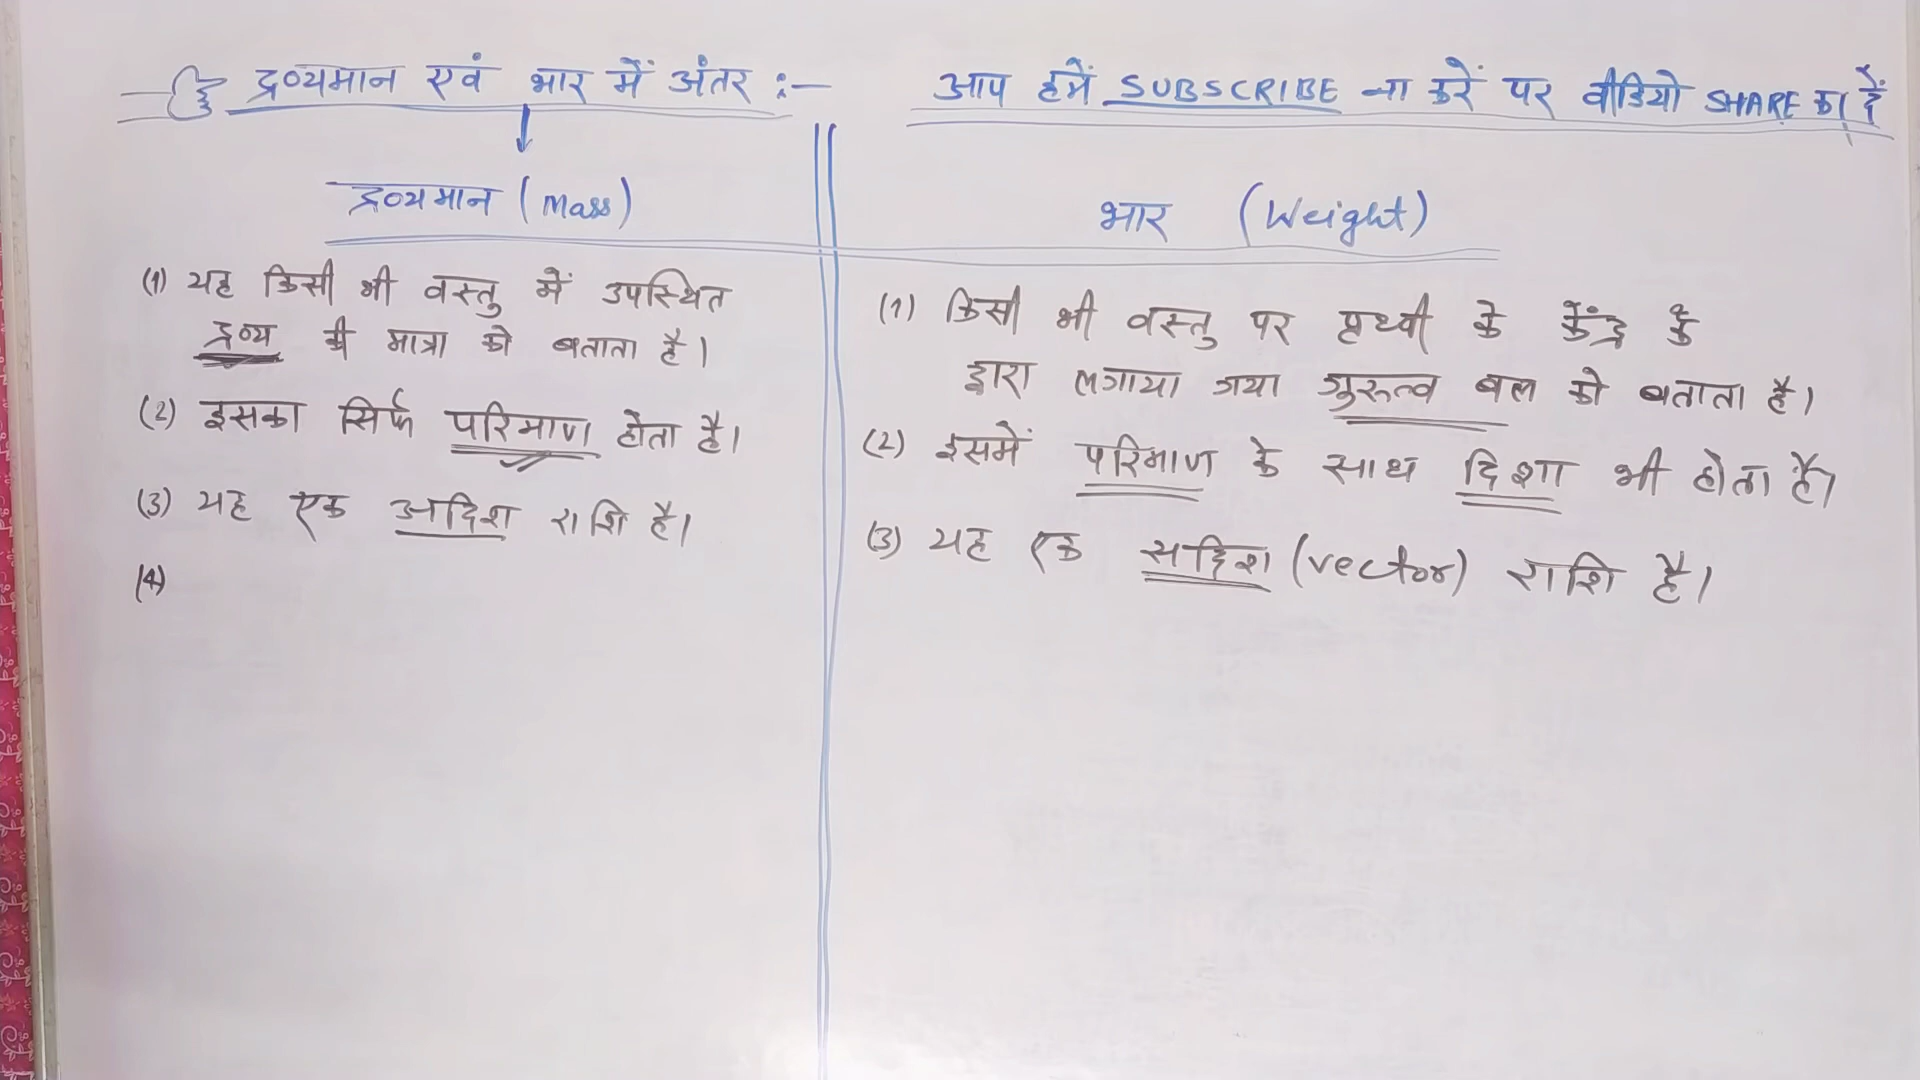 द्रव्यमान एवं भार में अंतर :-
आप हमें SUBSCRIBE ना करें पर वीडियो SHARE कर दें
द्रव्यमान (Mass)
भार (Weight)
(1) यह किसी भी वस्तु में उपस्थित
द्रव्य की मात्रा को बताता है।
(2) इसका सिर्फ परिमाण होता है।
(3) यह एक अदिश राशि है।
(4)
(1) किसी भी वस्तु पर पृथ्वी के केंद्र के
द्वारा लगाया गया गुरुत्व बल को बताता है।
(2) इसमें परिमाण के साथ दिशा भी होता है।
(3) यह एक सदिश (vector) राशि है।